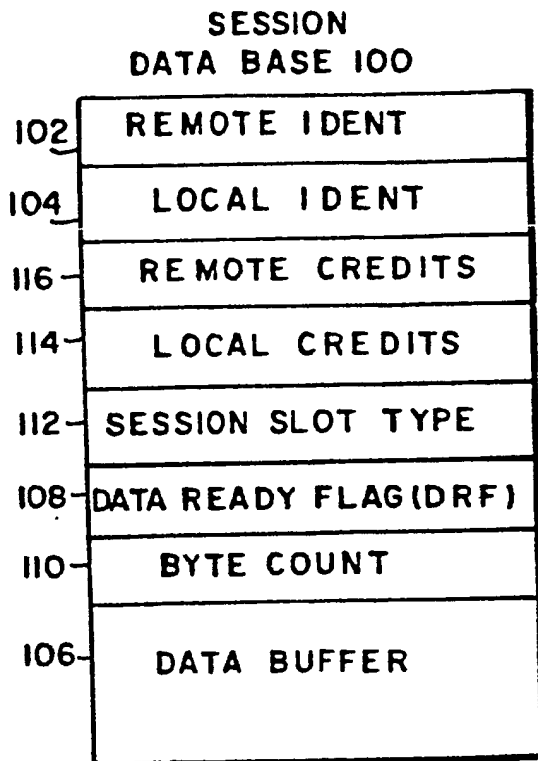 SESSION
DATA BASE 100
102 REMOTE IDENT
104 LOCAL IDENT
116 REMOTE CREDITS
114 LOCAL CREDITS
112 SESSION SLOT TYPE
108 DATA READY FLAG (DRF)
110 BYTE COUNT
106 DATA BUFFER